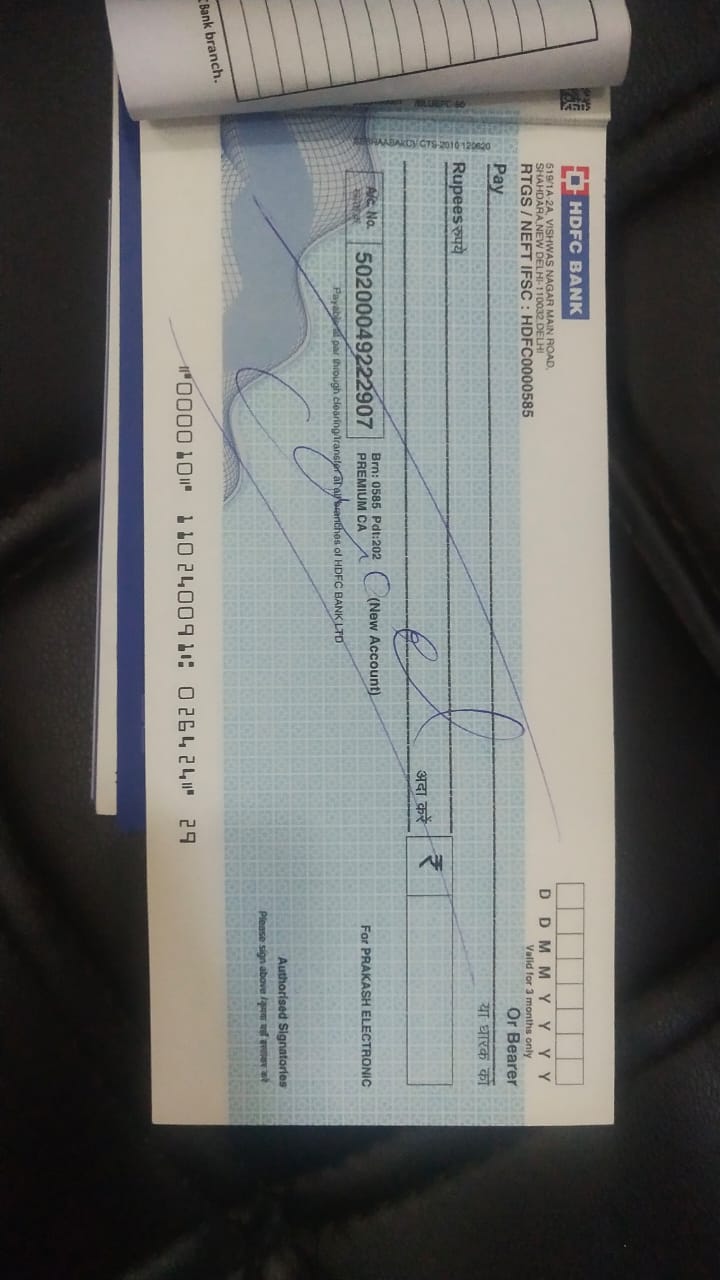 Bank branch.
HDFC BANK
519/1A-2A, VISHWAS NAGAR MAIN ROAD,
SHAHDARA,NEW DELHI-110032,DELHI
RTGS / NEFT IFSC : HDFC0000585
D D M M Y Y Y Y
Valid for 3 months only
Pay
Or Bearer
या धारक को
Rupees रुपये
अदा करें
₹
CTS-2010 120620
A/c. No.
50200049222907
Brn: 0585 Pdt:202
PREMIUM CA
(New Account)
For PRAKASH ELECTRONIC
Payable at par through clearing/transfer at all branches of HDFC BANK LTD
Cancel
Authorised Signatories
Please sign above /
⑈000010⑈ 110240091⑆ 026424⑈ 29